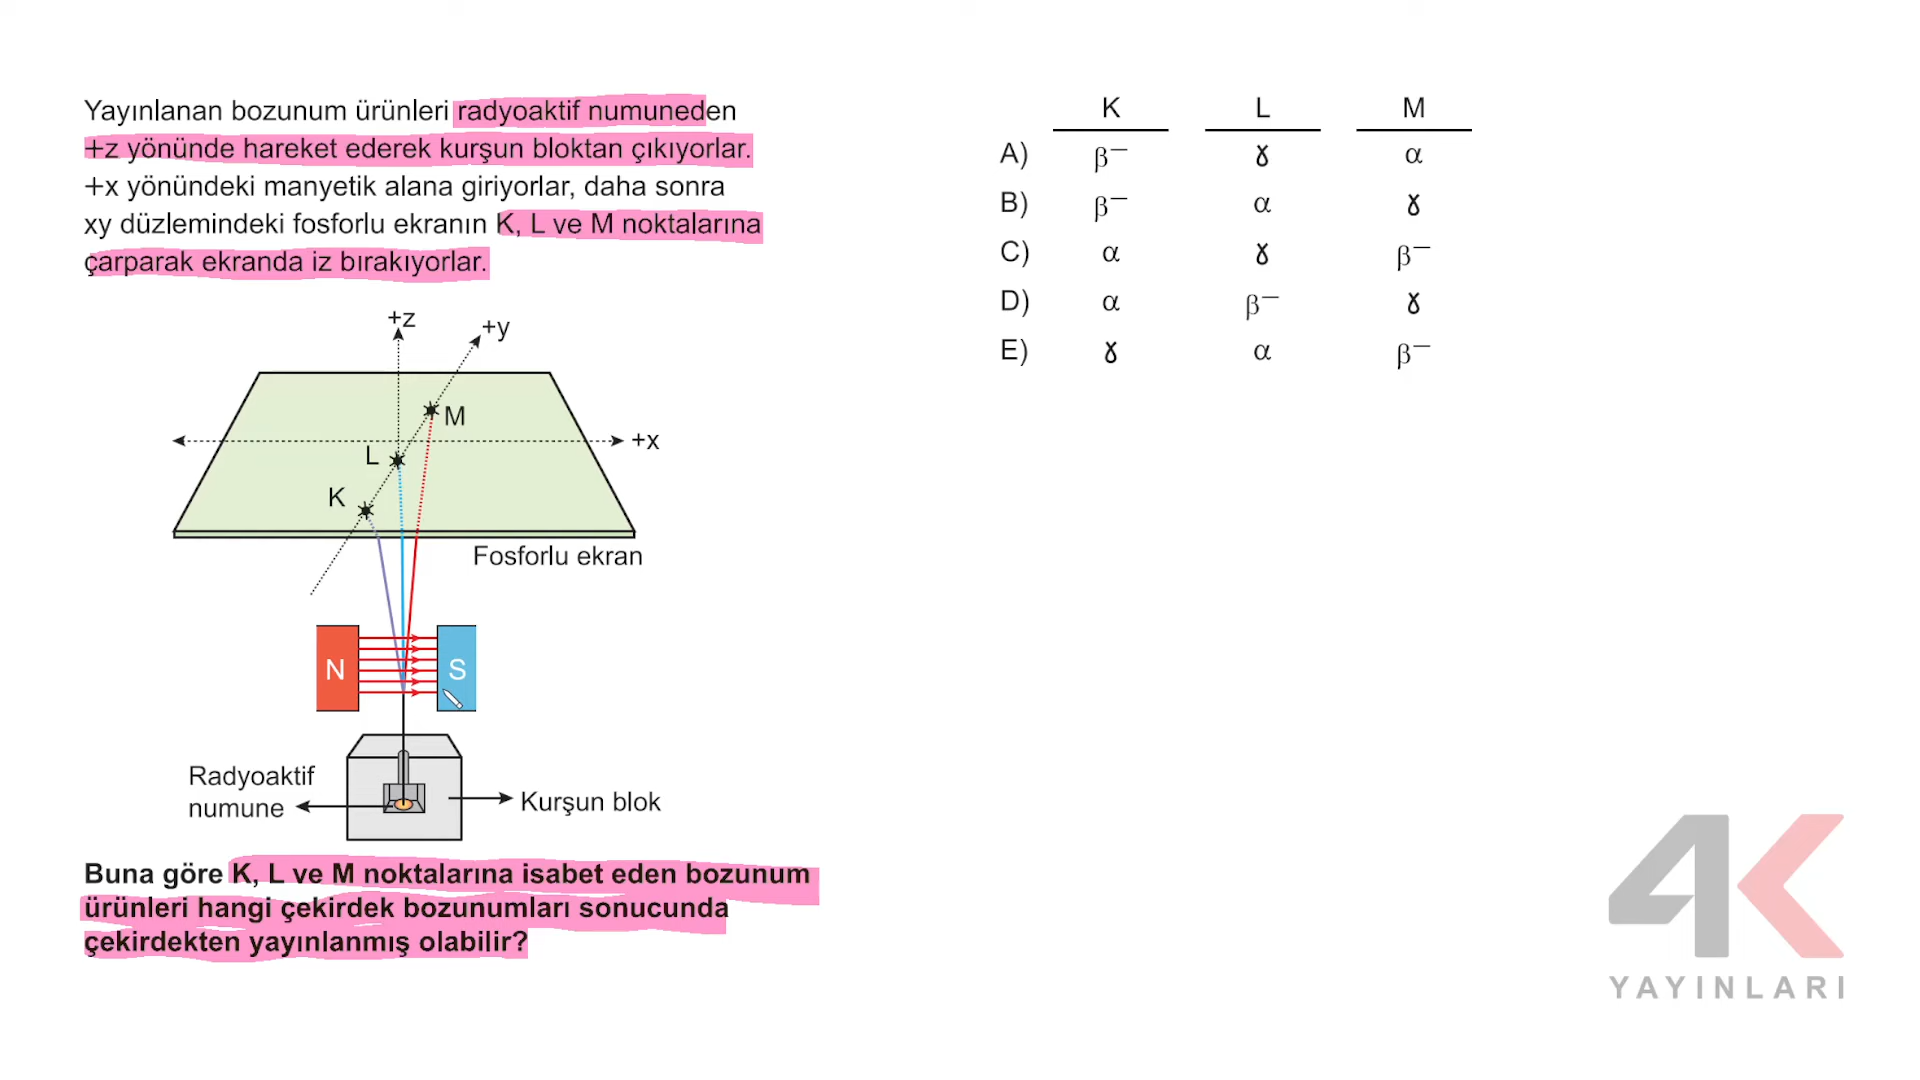 Yayınlanan bozunum ürünleri radyoaktif numuneden
+z yönünde hareket ederek kurşun bloktan çıkıyorlar.
+x yönündeki manyetik alana giriyorlar, daha sonra
xy düzlemindeki fosforlu ekranın K, L ve M noktalarına
çarparak ekranda iz bırakıyorlar.
+z
+y
M
+x
L
K
Fosforlu ekran
N
S
Radyoaktif
numune
Kurşun blok
Buna göre K, L ve M noktalarına isabet eden bozunum
ürünleri hangi çekirdek bozunumları sonucunda
çekirdekten yayınlanmış olabilir?
K L M
A) β⁻ ɣ α
B) β⁻ α ɣ
C) α ɣ β⁻
D) α β⁻ ɣ
E) ɣ α β⁻
4K
YAYINLARI